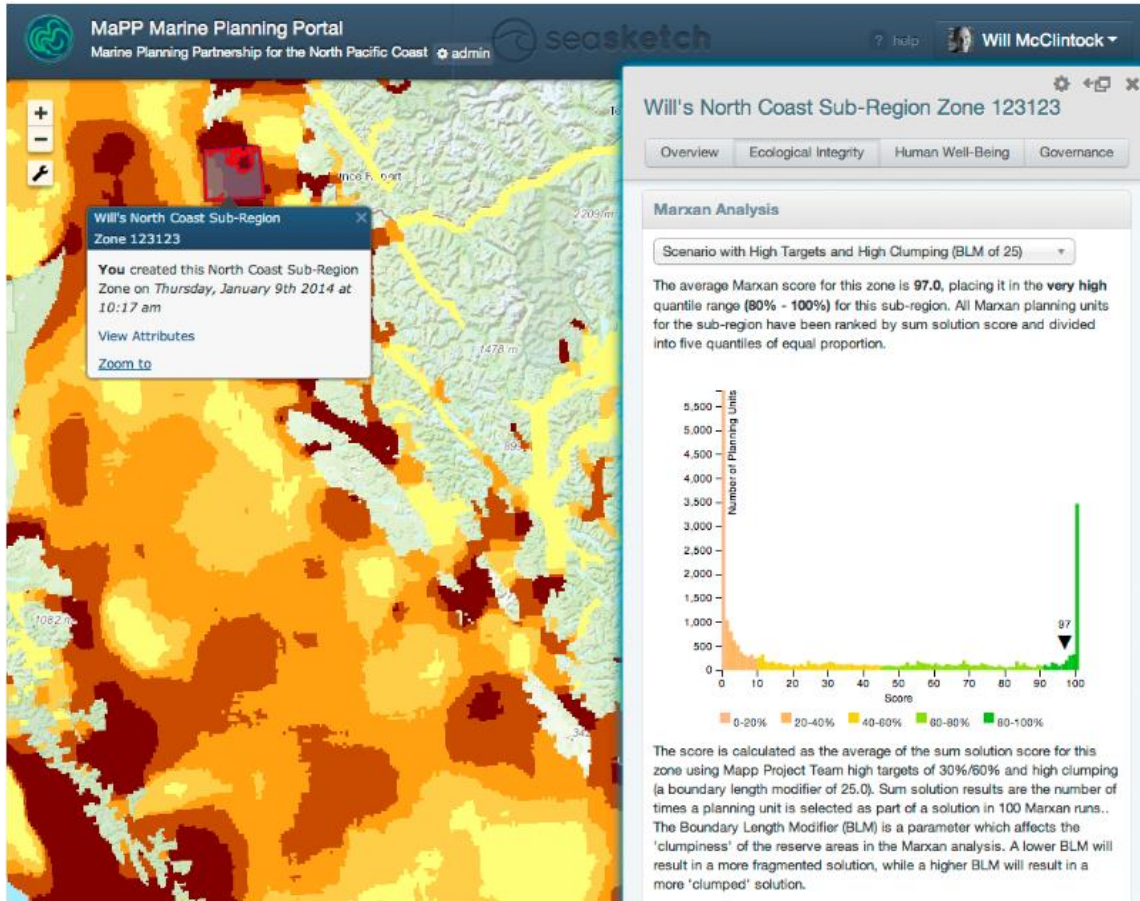 MaPP Marine Planning Portal
Marine Planning Partnership for the North Pacific Coast admin
seasketch
? help
Will McClintock
+
−
Will's North Coast Sub-Region
Zone 123123
You created this North Coast Sub-Region
Zone on Thursday, January 9th 2014 at
10:17 am
View Attributes
Zoom to
2209m
1478 m
1082 m
Will's North Coast Sub-Region Zone 123123
Overview Ecological Integrity Human Well-Being Governance
Marxan Analysis
Scenario with High Targets and High Clumping (BLM of 25)
The average Marxan score for this zone is 97.0, placing it in the very high
quantile range (80% - 100%) for this sub-region. All Marxan planning units
for the sub-region have been ranked by sum solution score and divided
into five quantiles of equal proportion.
Number of Planning Units
5,500
5,000
4,500
4,000
3,500
3,000
2,500
2,000
1,500
1,000
500
0
97
0 10 20 30 40 50 60 70 80 90 100
Score
0-20% 20-40% 40-60% 60-80% 80-100%
The score is calculated as the average of the sum solution score for this
zone using Mapp Project Team high targets of 30%/60% and high clumping
(a boundary length modifier of 25.0). Sum solution results are the number of
times a planning unit is selected as part of a solution in 100 Marxan runs..
The Boundary Length Modifier (BLM) is a parameter which affects the
'clumpiness' of the reserve areas in the Marxan analysis. A lower BLM will
result in a more fragmented solution, while a higher BLM will result in a
more 'clumped' solution.